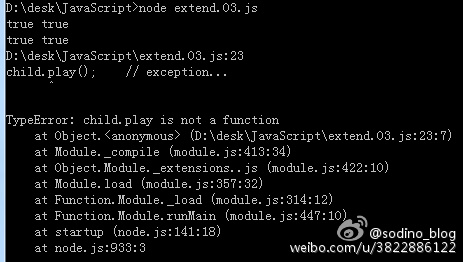 D:\desk\JavaScript>node extend.03.js
true true
true true
D:\desk\JavaScript\extend.03.js:23
child.play();    // exception...
^
TypeError: child.play is not a function
at Object.<anonymous> (D:\desk\JavaScript\extend.03.js:23:7)
at Module._compile (module.js:413:34)
at Object.Module._extensions..js (module.js:422:10)
at Module.load (module.js:357:32)
at Function.Module._load (module.js:314:12)
at Function.Module.runMain (module.js:447:10)
at startup (node.js:141:18)
at node.js:933:3
@sodino_blog
weibo.com/u/3822886122